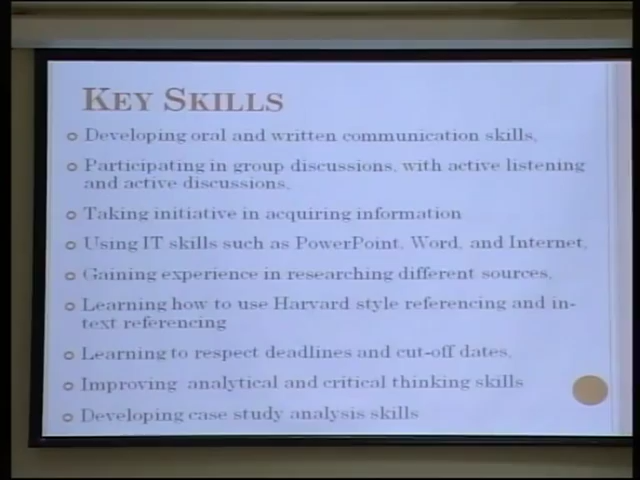 KEY SKILLS
Developing oral and written communication skills,
Participating in group discussions, with active listening
and active discussions,
Taking initiative in acquiring information
Using IT skills such as PowerPoint, Word, and Internet,
Gaining experience in researching different sources,
Learning how to use Harvard style referencing and in-
text referencing
Learning to respect deadlines and cut-off dates,
Improving analytical and critical thinking skills
Developing case study analysis skills